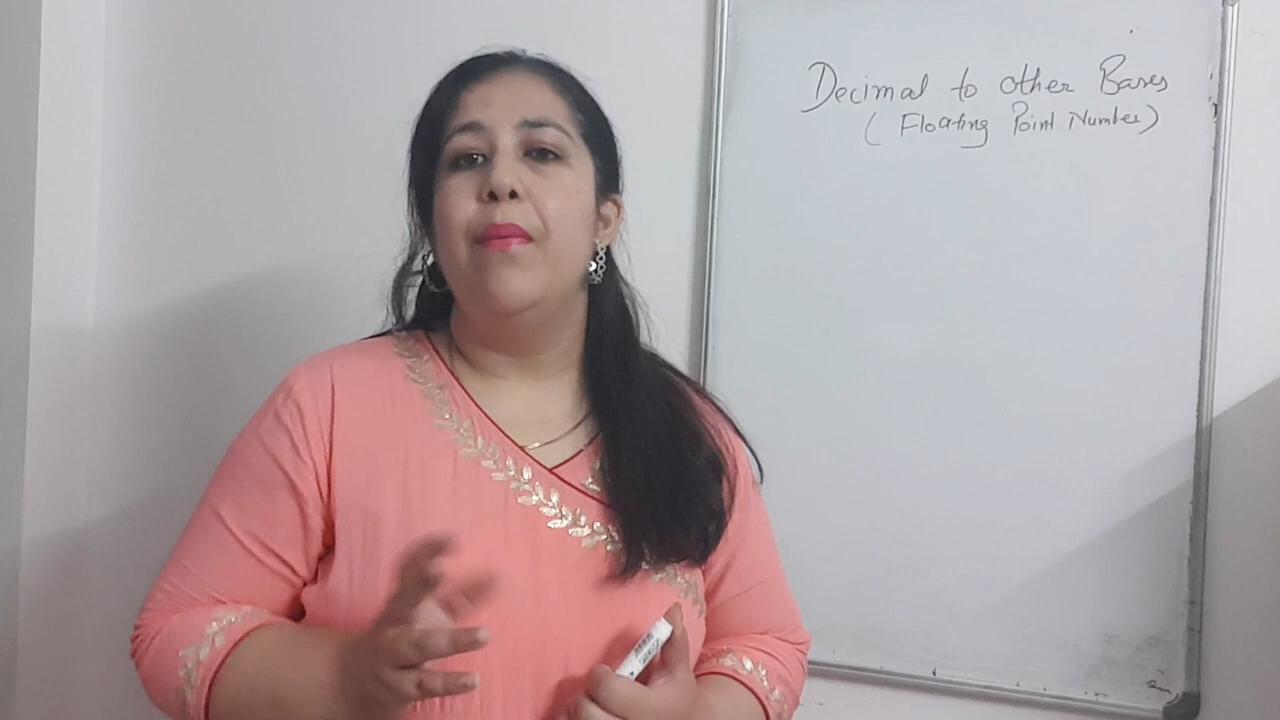 Decimal to other Bases
(Floating Point Number)